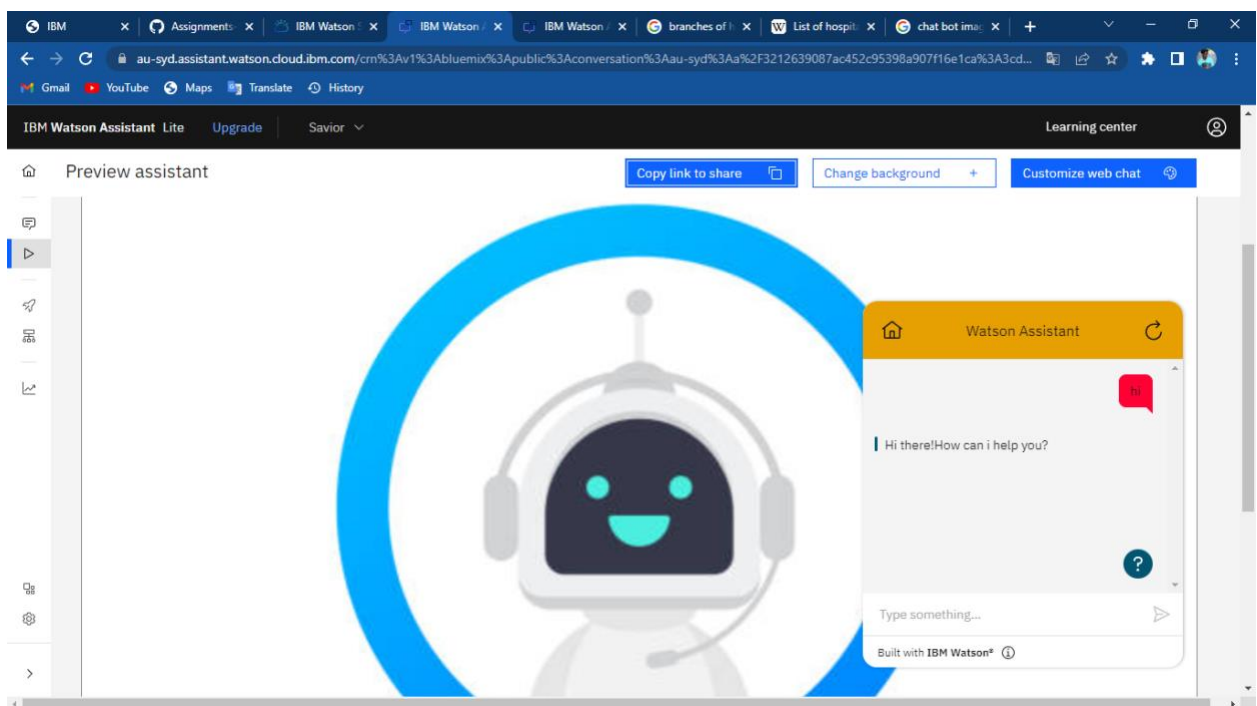 IBM
Assignments-
IBM Watson S
IBM Watson A
IBM Watson A
branches of h
List of hospit
chat bot imag
au-syd.assistant.watson.cloud.ibm.com/crn%3Av1%3Abluemix%3Apublic%3Aconversation%3Aau-syd%3Aa%2F3212639087ac452c95398a907f16e1ca%3A3cd...
Gmail YouTube Maps Translate History
IBM Watson Assistant Lite Upgrade Savior Learning center
Preview assistant Copy link to share Change background + Customize web chat
Watson Assistant
hi
Hi there!How can i help you?
?
Type something...
Built with IBM Watson®